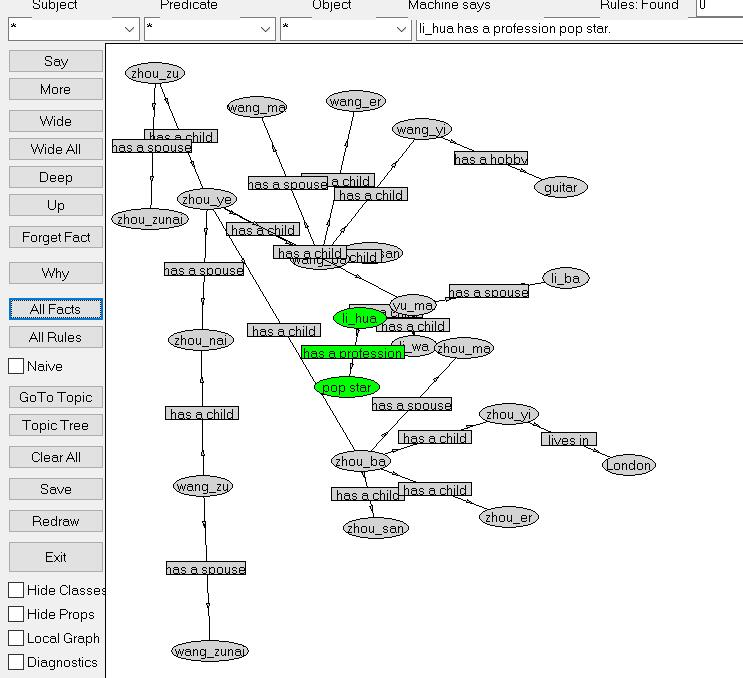 Subject Predicate Object Machine says Rules: Found 0
* * * li_hua has a profession pop star.
Say
More
Wide
Wide All
Deep
Up
Forget Fact
Why
All Facts
All Rules
Naive
GoTo Topic
Topic Tree
Clear All
Save
Redraw
Exit
Hide Classes
Hide Props
Local Graph
Diagnostics
zhou_zu
wang_ma
wang_er
wang_yi
has a child
has a spouse
has a hobby
has a spouse
a child
has a child
guitar
zhou_ye
zhou_zunai
has a child
has a child
child
san
has a spouse
li_ba
has a spouse
yu_ma
li_hua
has a child
has a child
zhou_nai
has a profession
li_wa
zhou_ma
pop star
has a child
has a spouse
zhou_yi
has a child
lives in
zhou_ba
London
wang_zu
has a child
has a child
zhou_san
zhou_er
has a spouse
wang_zunai